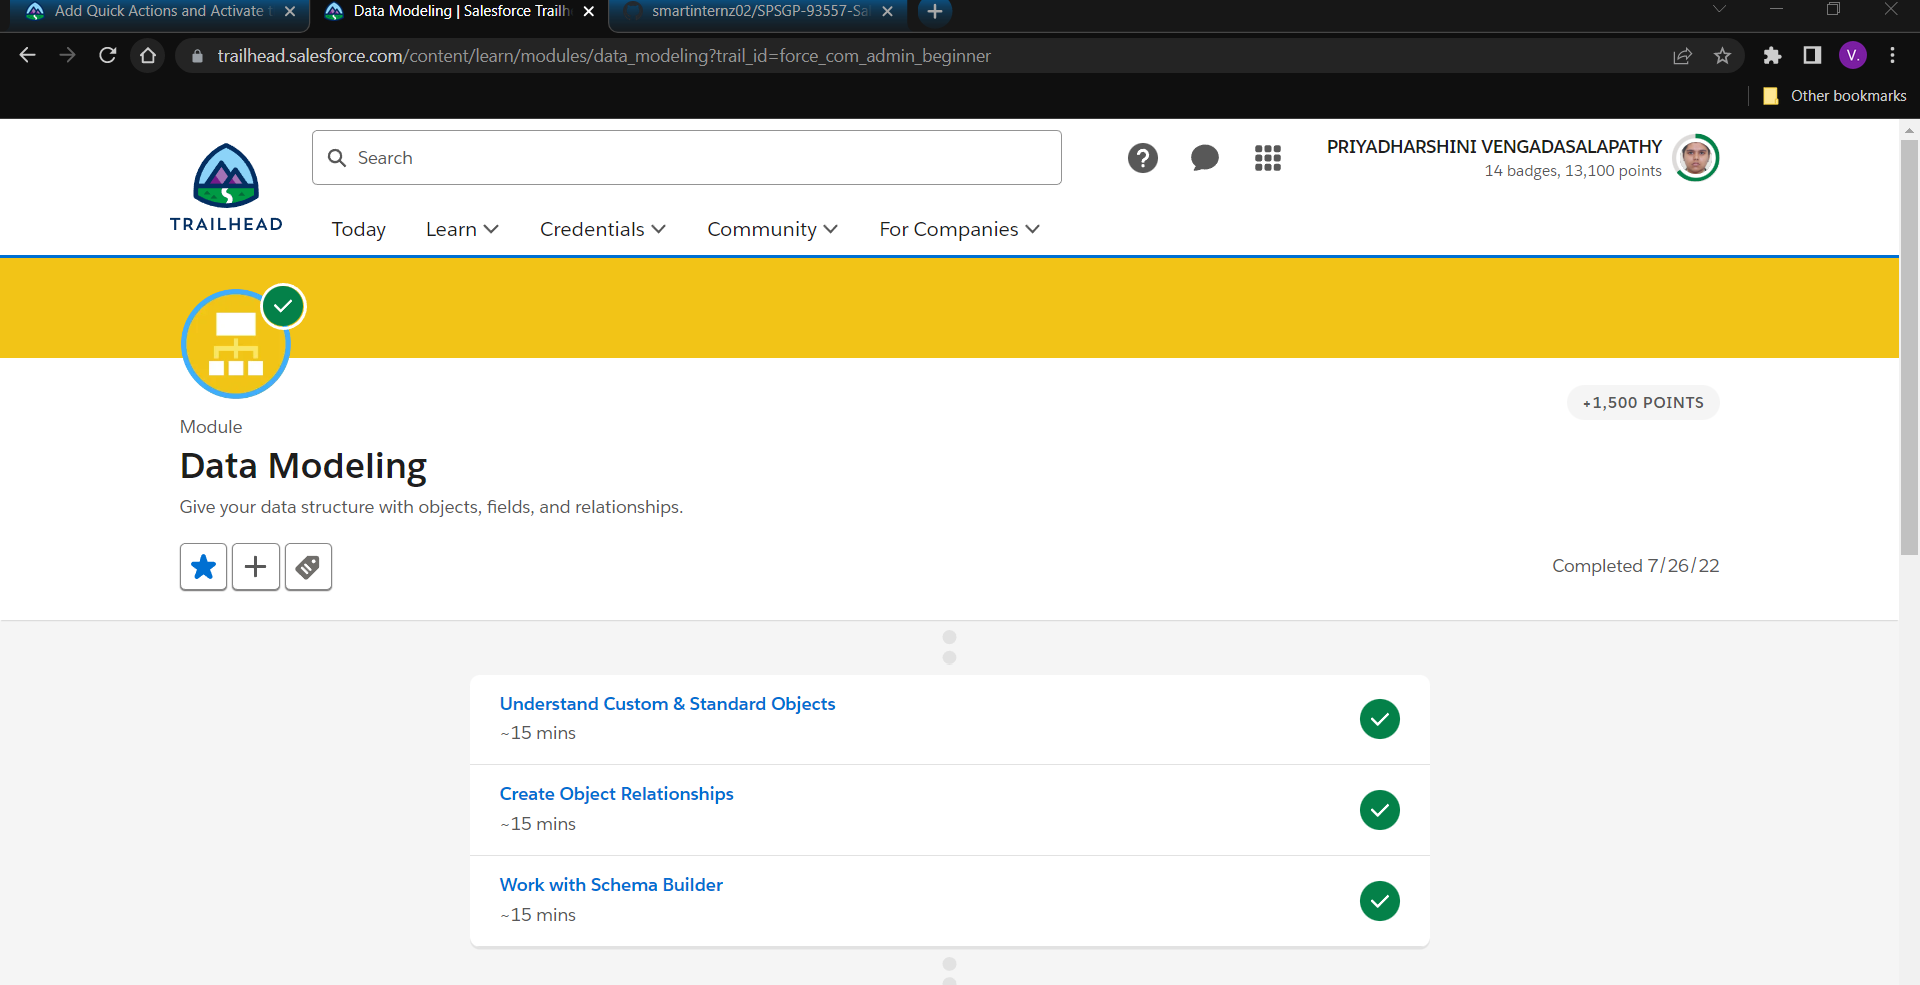 Add Quick Actions and Activate t
Data Modeling | Salesforce Trailh
smartinternz02/SPSGP-93557-Sal
trailhead.salesforce.com/content/learn/modules/data_modeling?trail_id=force_com_admin_beginner
V.
Other bookmarks
TRAILHEAD
Search
PRIYADHARSHINI VENGADASALAPATHY
14 badges, 13,100 points
Today Learn Credentials Community For Companies
+1,500 POINTS
Module
Data Modeling
Give your data structure with objects, fields, and relationships.
Completed 7/26/22
Understand Custom & Standard Objects
~15 mins
Create Object Relationships
~15 mins
Work with Schema Builder
~15 mins